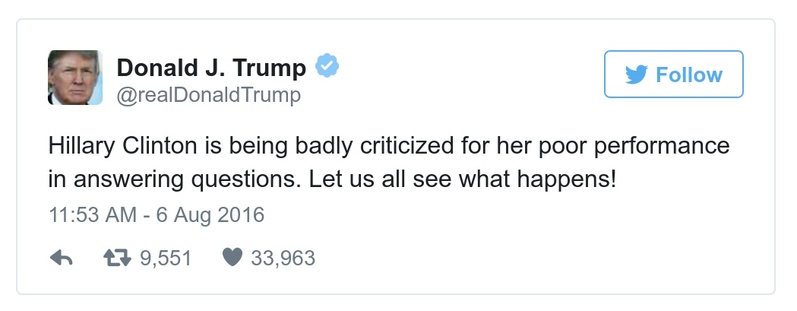 Donald J. Trump
@realDonaldTrump
Follow
Hillary Clinton is being badly criticized for her poor performance
in answering questions. Let us all see what happens!
11:53 AM - 6 Aug 2016
9,551 33,963